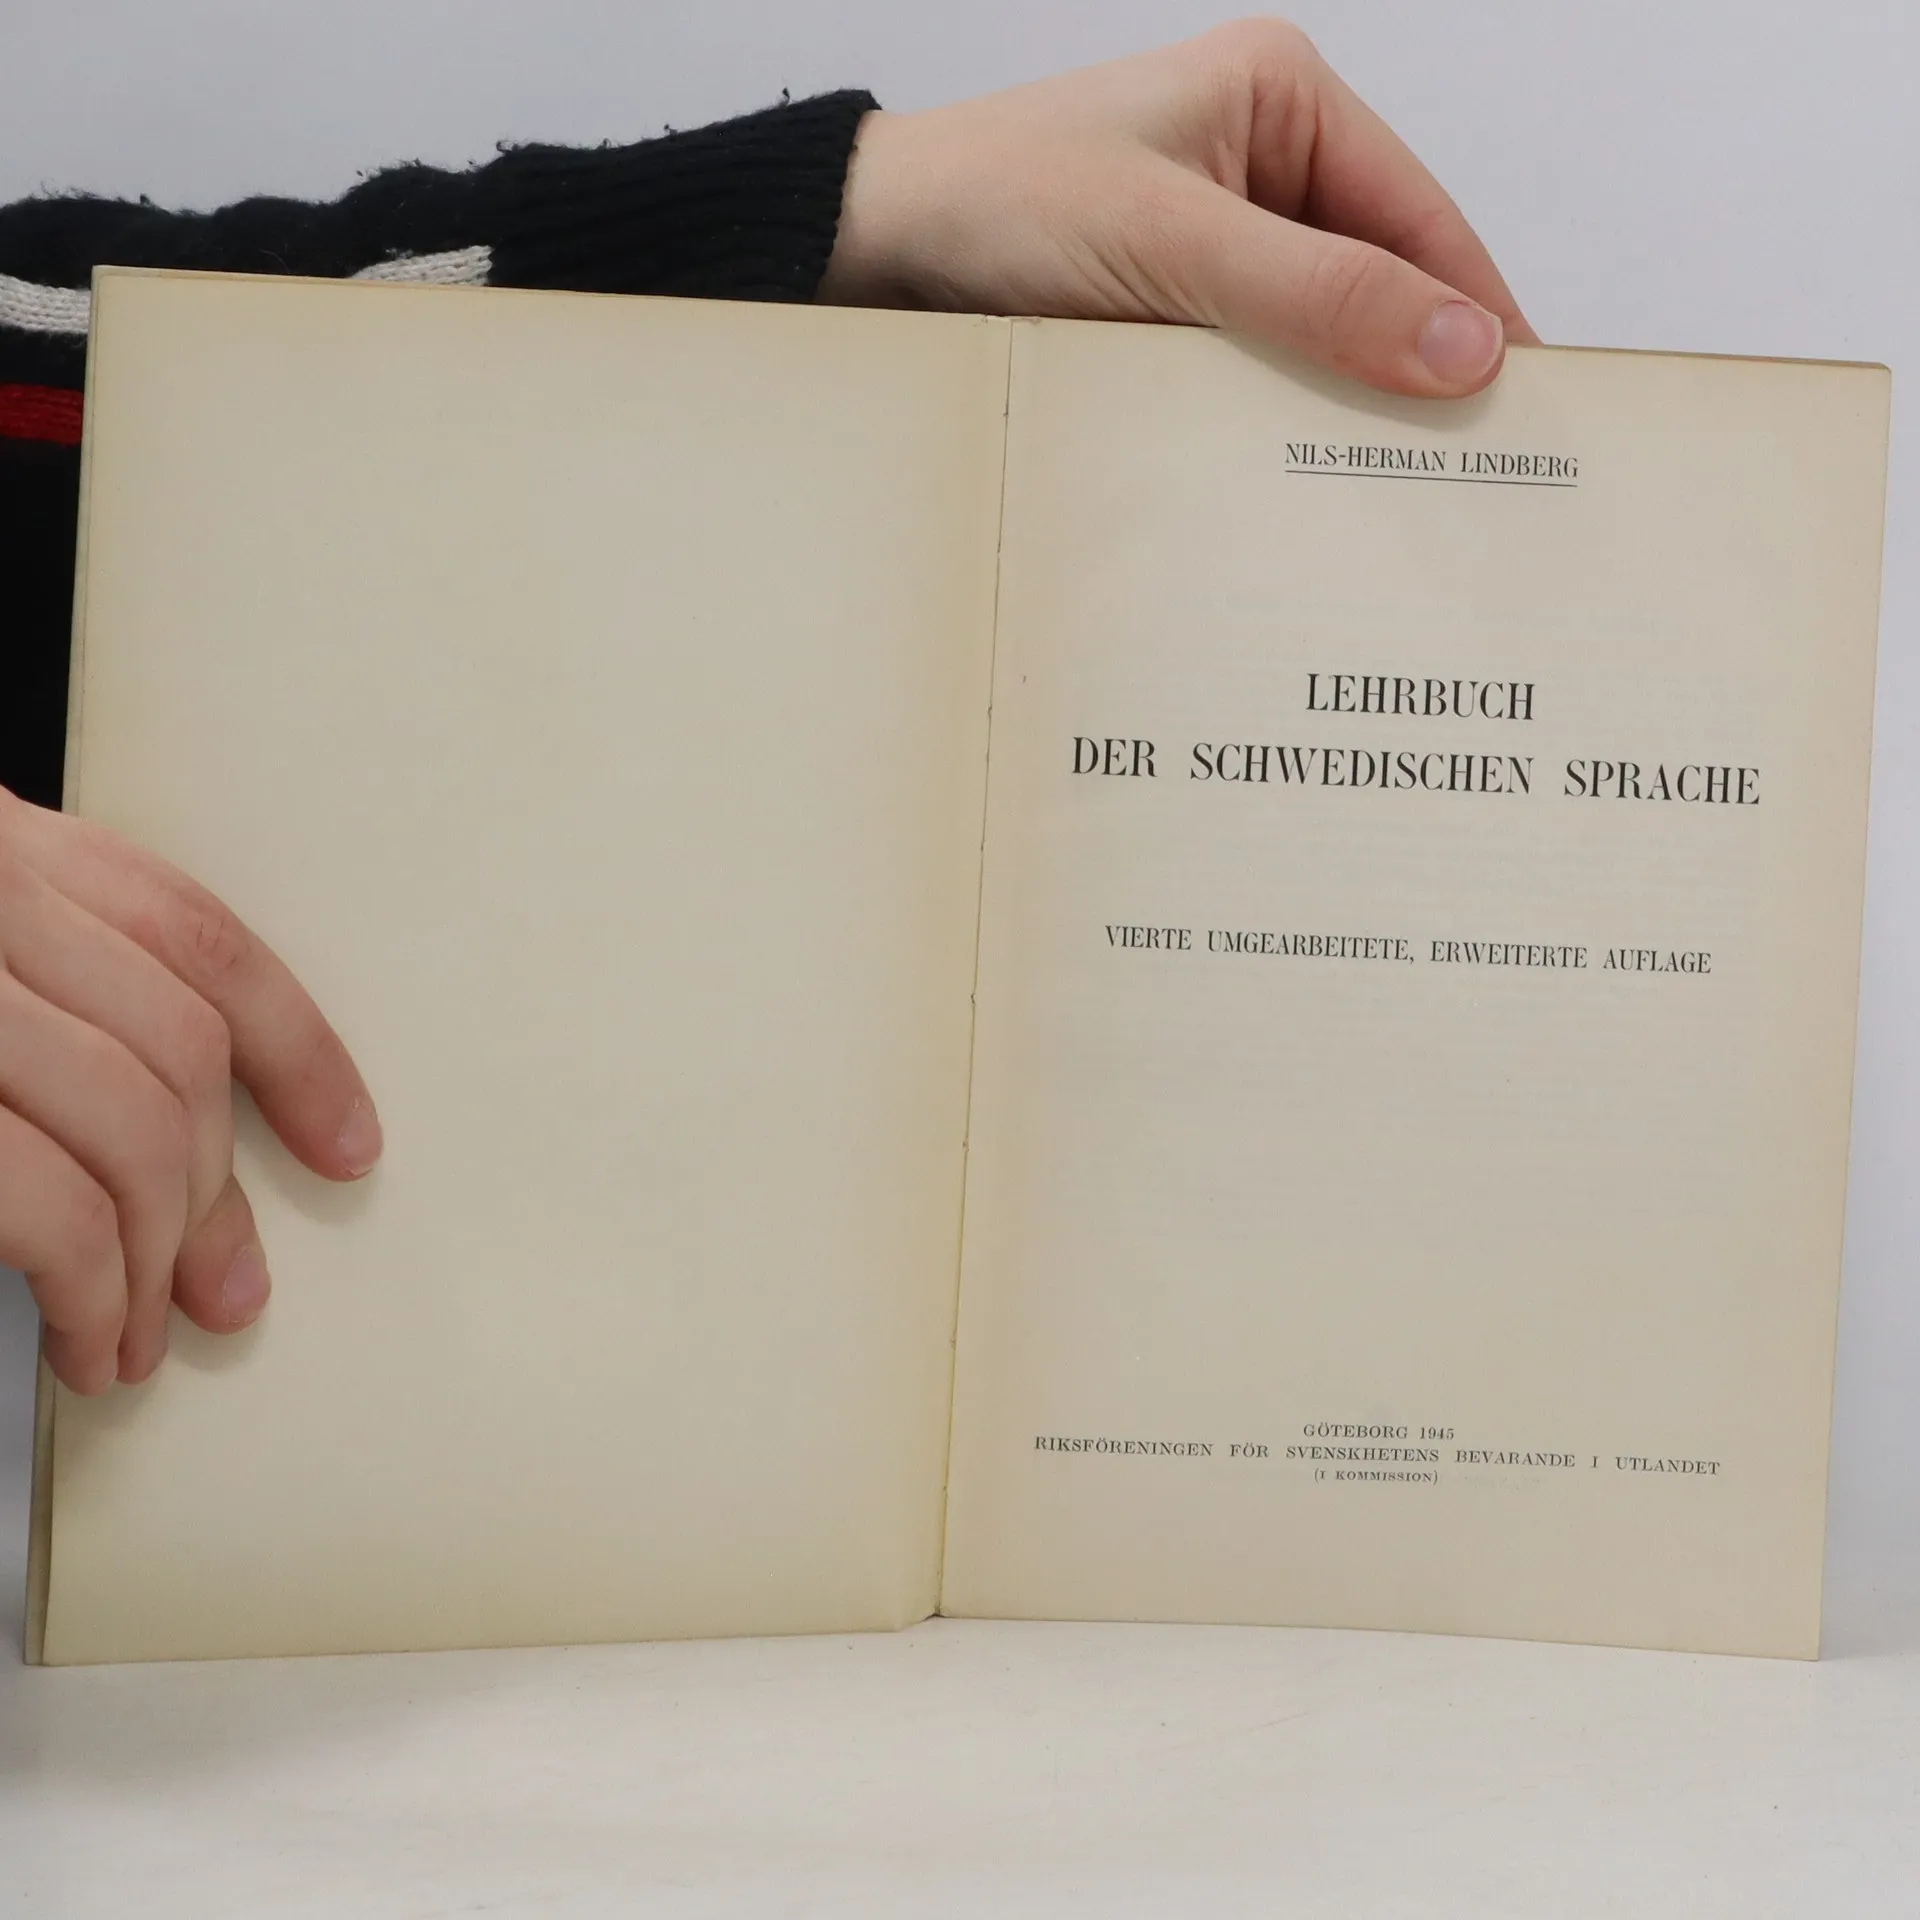 NILS-HERMAN LINDBERG
LEHRBUCH
DER SCHWEDISCHEN SPRACHE
VIERTE UMGEARBEITETE, ERWEITERTE AUFLAGE
GÖTEBORG 1945
RIKSFÖRENINGEN FÖR SVENSKHETENS BEVARANDE I UTLANDET
(I KOMMISSION)